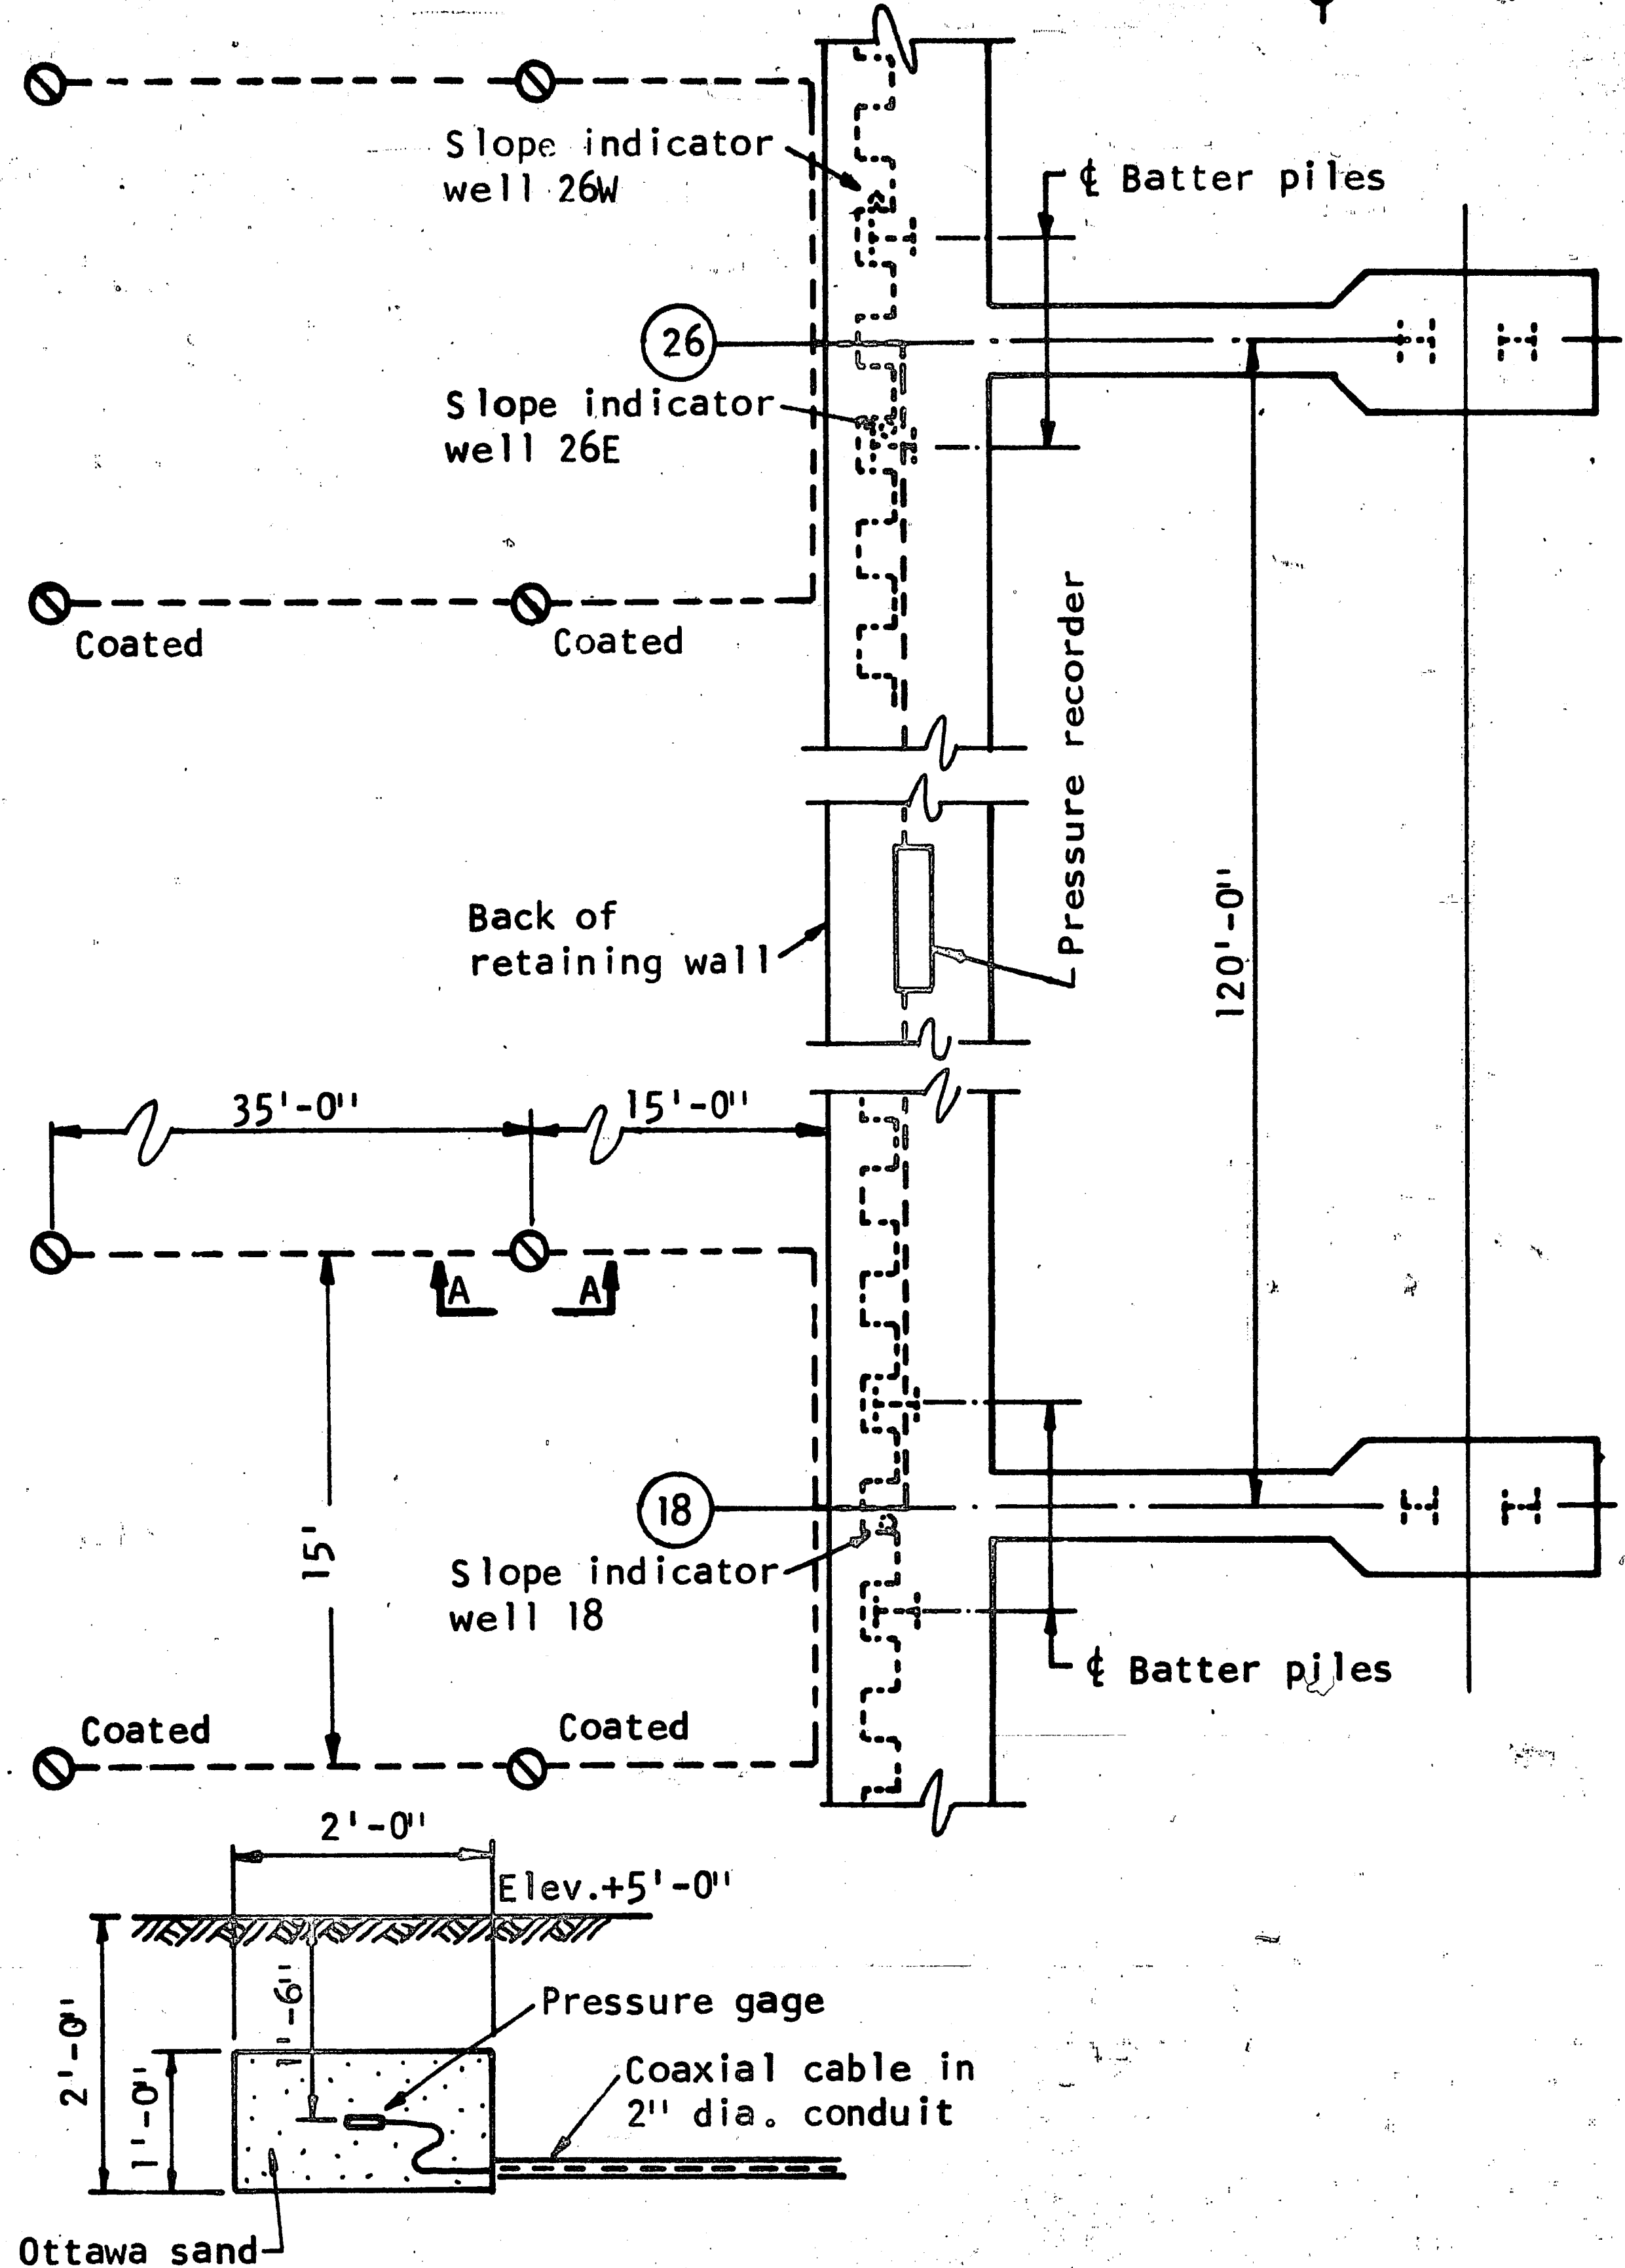 Slope indicator
well 26W
℄ Batter piles
26
Slope indicator
well 26E
Coated
Coated
Pressure recorder
Back of
retaining wall
120'-0"
35'-0"
15'-0"
A
A
15'
18
Slope indicator
well 18
℄ Batter piles
Coated
Coated
2'-0"
Elev.+5'-0"
2'-0"
1'-0"
1'-6"
Pressure gage
Coaxial cable in
2" dia. conduit
Ottawa sand